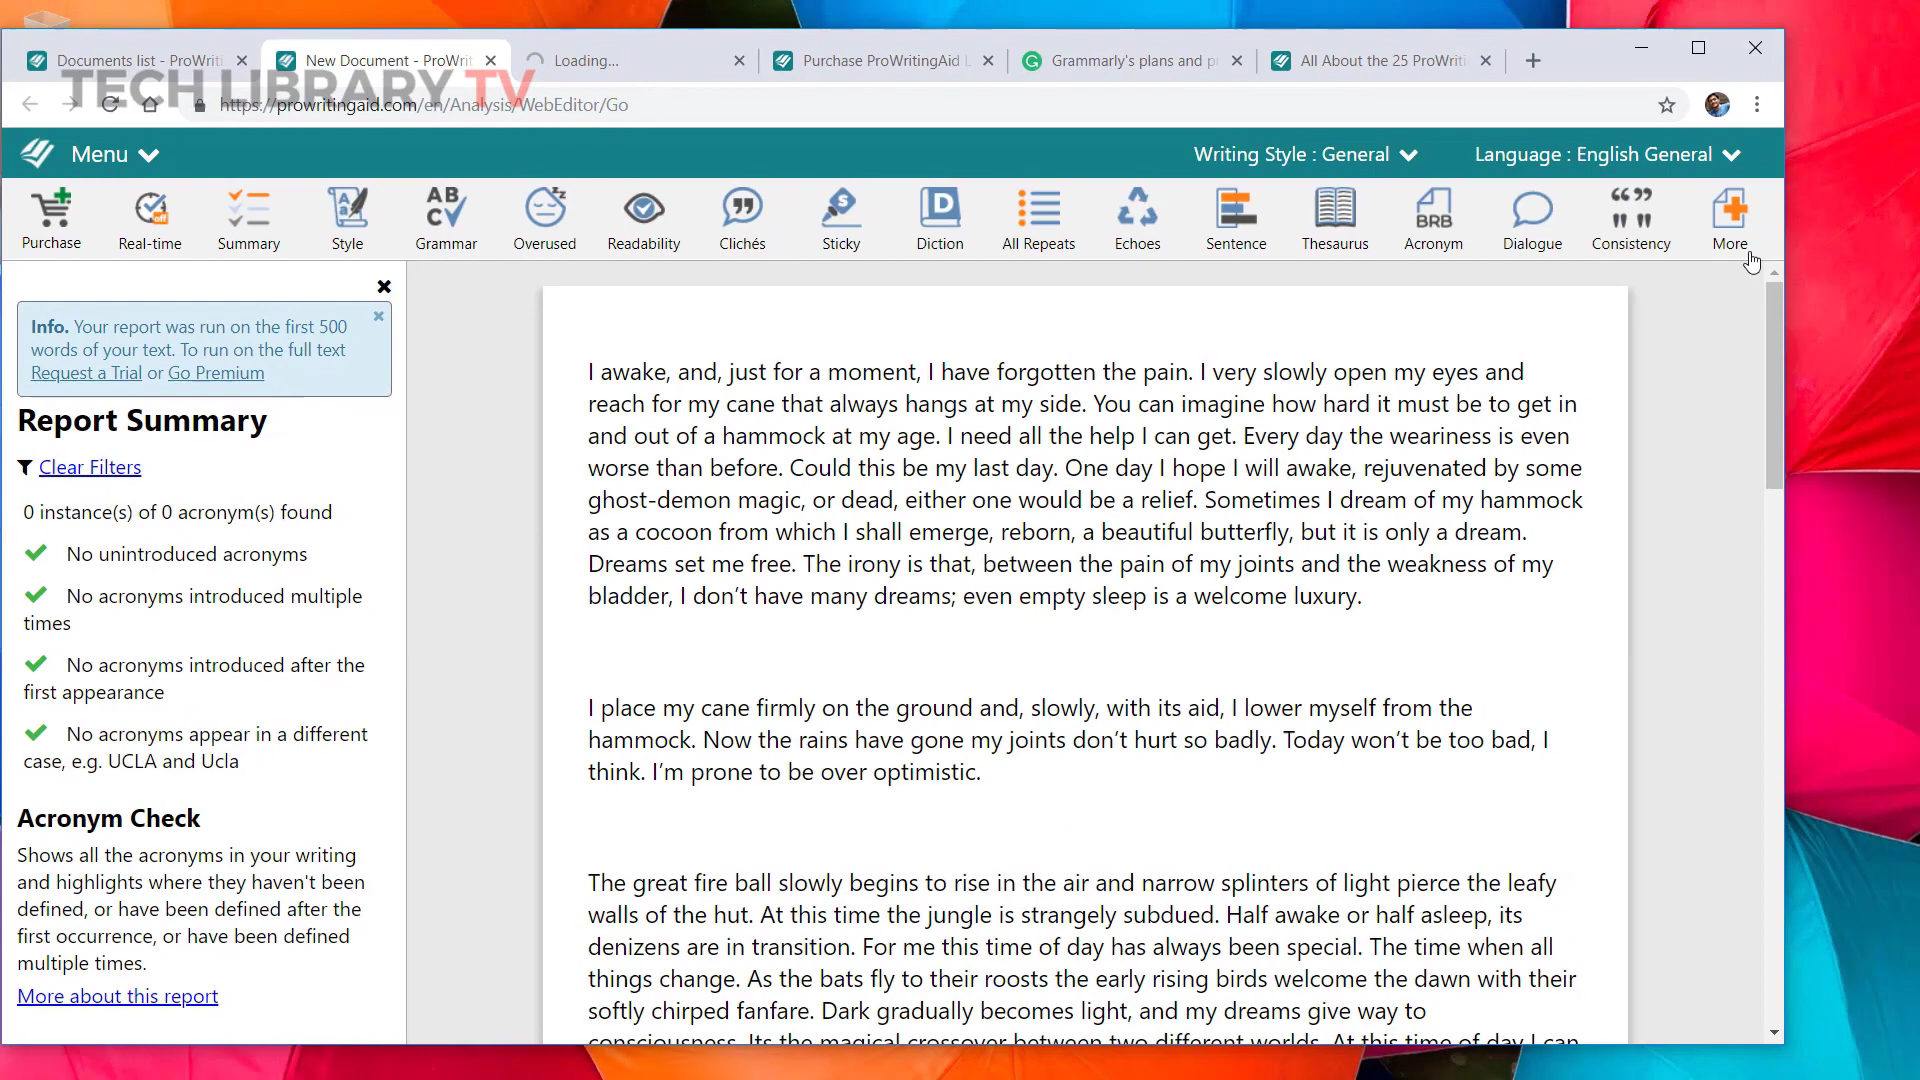 Documents list - ProWriti
New Document - ProWrit
Loading...
Purchase ProWritingAid L
Grammarly's plans and p
All About the 25 ProWriti
TECH LIBRARY TV
https://prowritingaid.com/en/Analysis/WebEditor/Go
Menu
Writing Style : General
Language : English General
Purchase
Real-time
Summary
Style
Grammar
Overused
Readability
Clichés
Sticky
Diction
All Repeats
Echoes
Sentence
Thesaurus
Acronym
Dialogue
Consistency
More
Info. Your report was run on the first 500
words of your text. To run on the full text
Request a Trial or Go Premium
Report Summary
Clear Filters
0 instance(s) of 0 acronym(s) found
No unintroduced acronyms
No acronyms introduced multiple
times
No acronyms introduced after the
first appearance
No acronyms appear in a different
case, e.g. UCLA and Ucla
Acronym Check
Shows all the acronyms in your writing
and highlights where they haven't been
defined, or have been defined after the
first occurrence, or have been defined
multiple times.
More about this report
I awake, and, just for a moment, I have forgotten the pain. I very slowly open my eyes and
reach for my cane that always hangs at my side. You can imagine how hard it must be to get in
and out of a hammock at my age. I need all the help I can get. Every day the weariness is even
worse than before. Could this be my last day. One day I hope I will awake, rejuvenated by some
ghost-demon magic, or dead, either one would be a relief. Sometimes I dream of my hammock
as a cocoon from which I shall emerge, reborn, a beautiful butterfly, but it is only a dream.
Dreams set me free. The irony is that, between the pain of my joints and the weakness of my
bladder, I don’t have many dreams; even empty sleep is a welcome luxury.
I place my cane firmly on the ground and, slowly, with its aid, I lower myself from the
hammock. Now the rains have gone my joints don’t hurt so badly. Today won’t be too bad, I
think. I’m prone to be over optimistic.
The great fire ball slowly begins to rise in the air and narrow splinters of light pierce the leafy
walls of the hut. At this time the jungle is strangely subdued. Half awake or half asleep, its
denizens are in transition. For me this time of day has always been special. The time when all
things change. As the bats fly to their roosts the early rising birds welcome the dawn with their
softly chirped fanfare. Dark gradually becomes light, and my dreams give way to
consciousness. Its the magical crossover between two different worlds. At this time of day I can